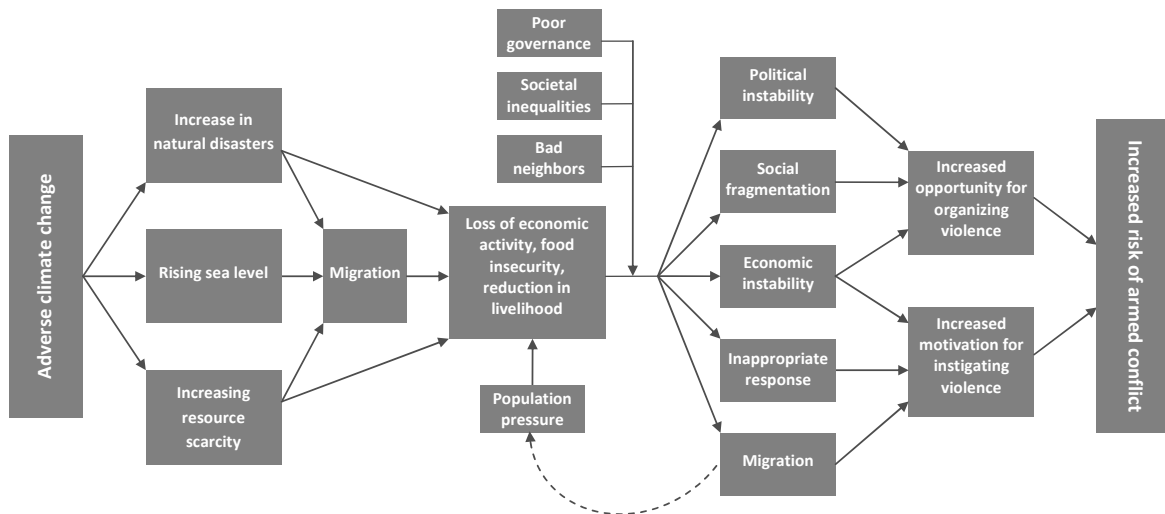 Adverse climate change
Increase in
natural disasters
Rising sea level
Increasing
resource
scarcity
Migration
Poor
governance
Societal
inequalities
Bad
neighbors
Loss of economic
activity, food
insecurity,
reduction in
livelihood
Population
pressure
Political
instability
Social
fragmentation
Economic
instability
Inappropriate
response
Migration
Increased
opportunity for
organizing
violence
Increased
motivation for
instigating
violence
Increased risk of armed conflict